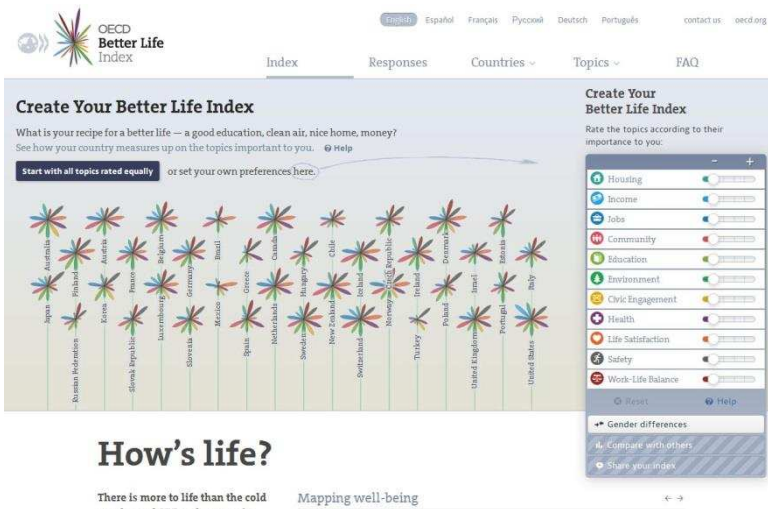 English Español Français Русский Deutsch Português contact us oecd.org
OECD
Better Life
Index
Index Responses Countries Topics FAQ
Create Your Better Life Index
What is your recipe for a better life — a good education, clean air, nice home, money?
See how your country measures up on the topics important to you. Help
Start with all topics rated equally or set your own preferences here.
Australia
Austria
Belgium
Brazil
Canada
Chile
Czech Republic
Denmark
Estonia
Finland
France
Germany
Greece
Hungary
Iceland
Ireland
Israel
Italy
Japan
Korea
Luxembourg
Mexico
Netherlands
New Zealand
Norway
Poland
Portugal
Russian Federation
Slovak Republic
Slovenia
Spain
Sweden
Switzerland
Turkey
United Kingdom
United States
Create Your
Better Life Index
Rate the topics according to their
importance to you:
- +
Housing
Income
Jobs
Community
Education
Environment
Civic Engagement
Health
Life Satisfaction
Safety
Work-Life Balance
Reset Help
Gender differences
Compare with others
Share your index
How's life?
There is more to life than the cold
Mapping well-being